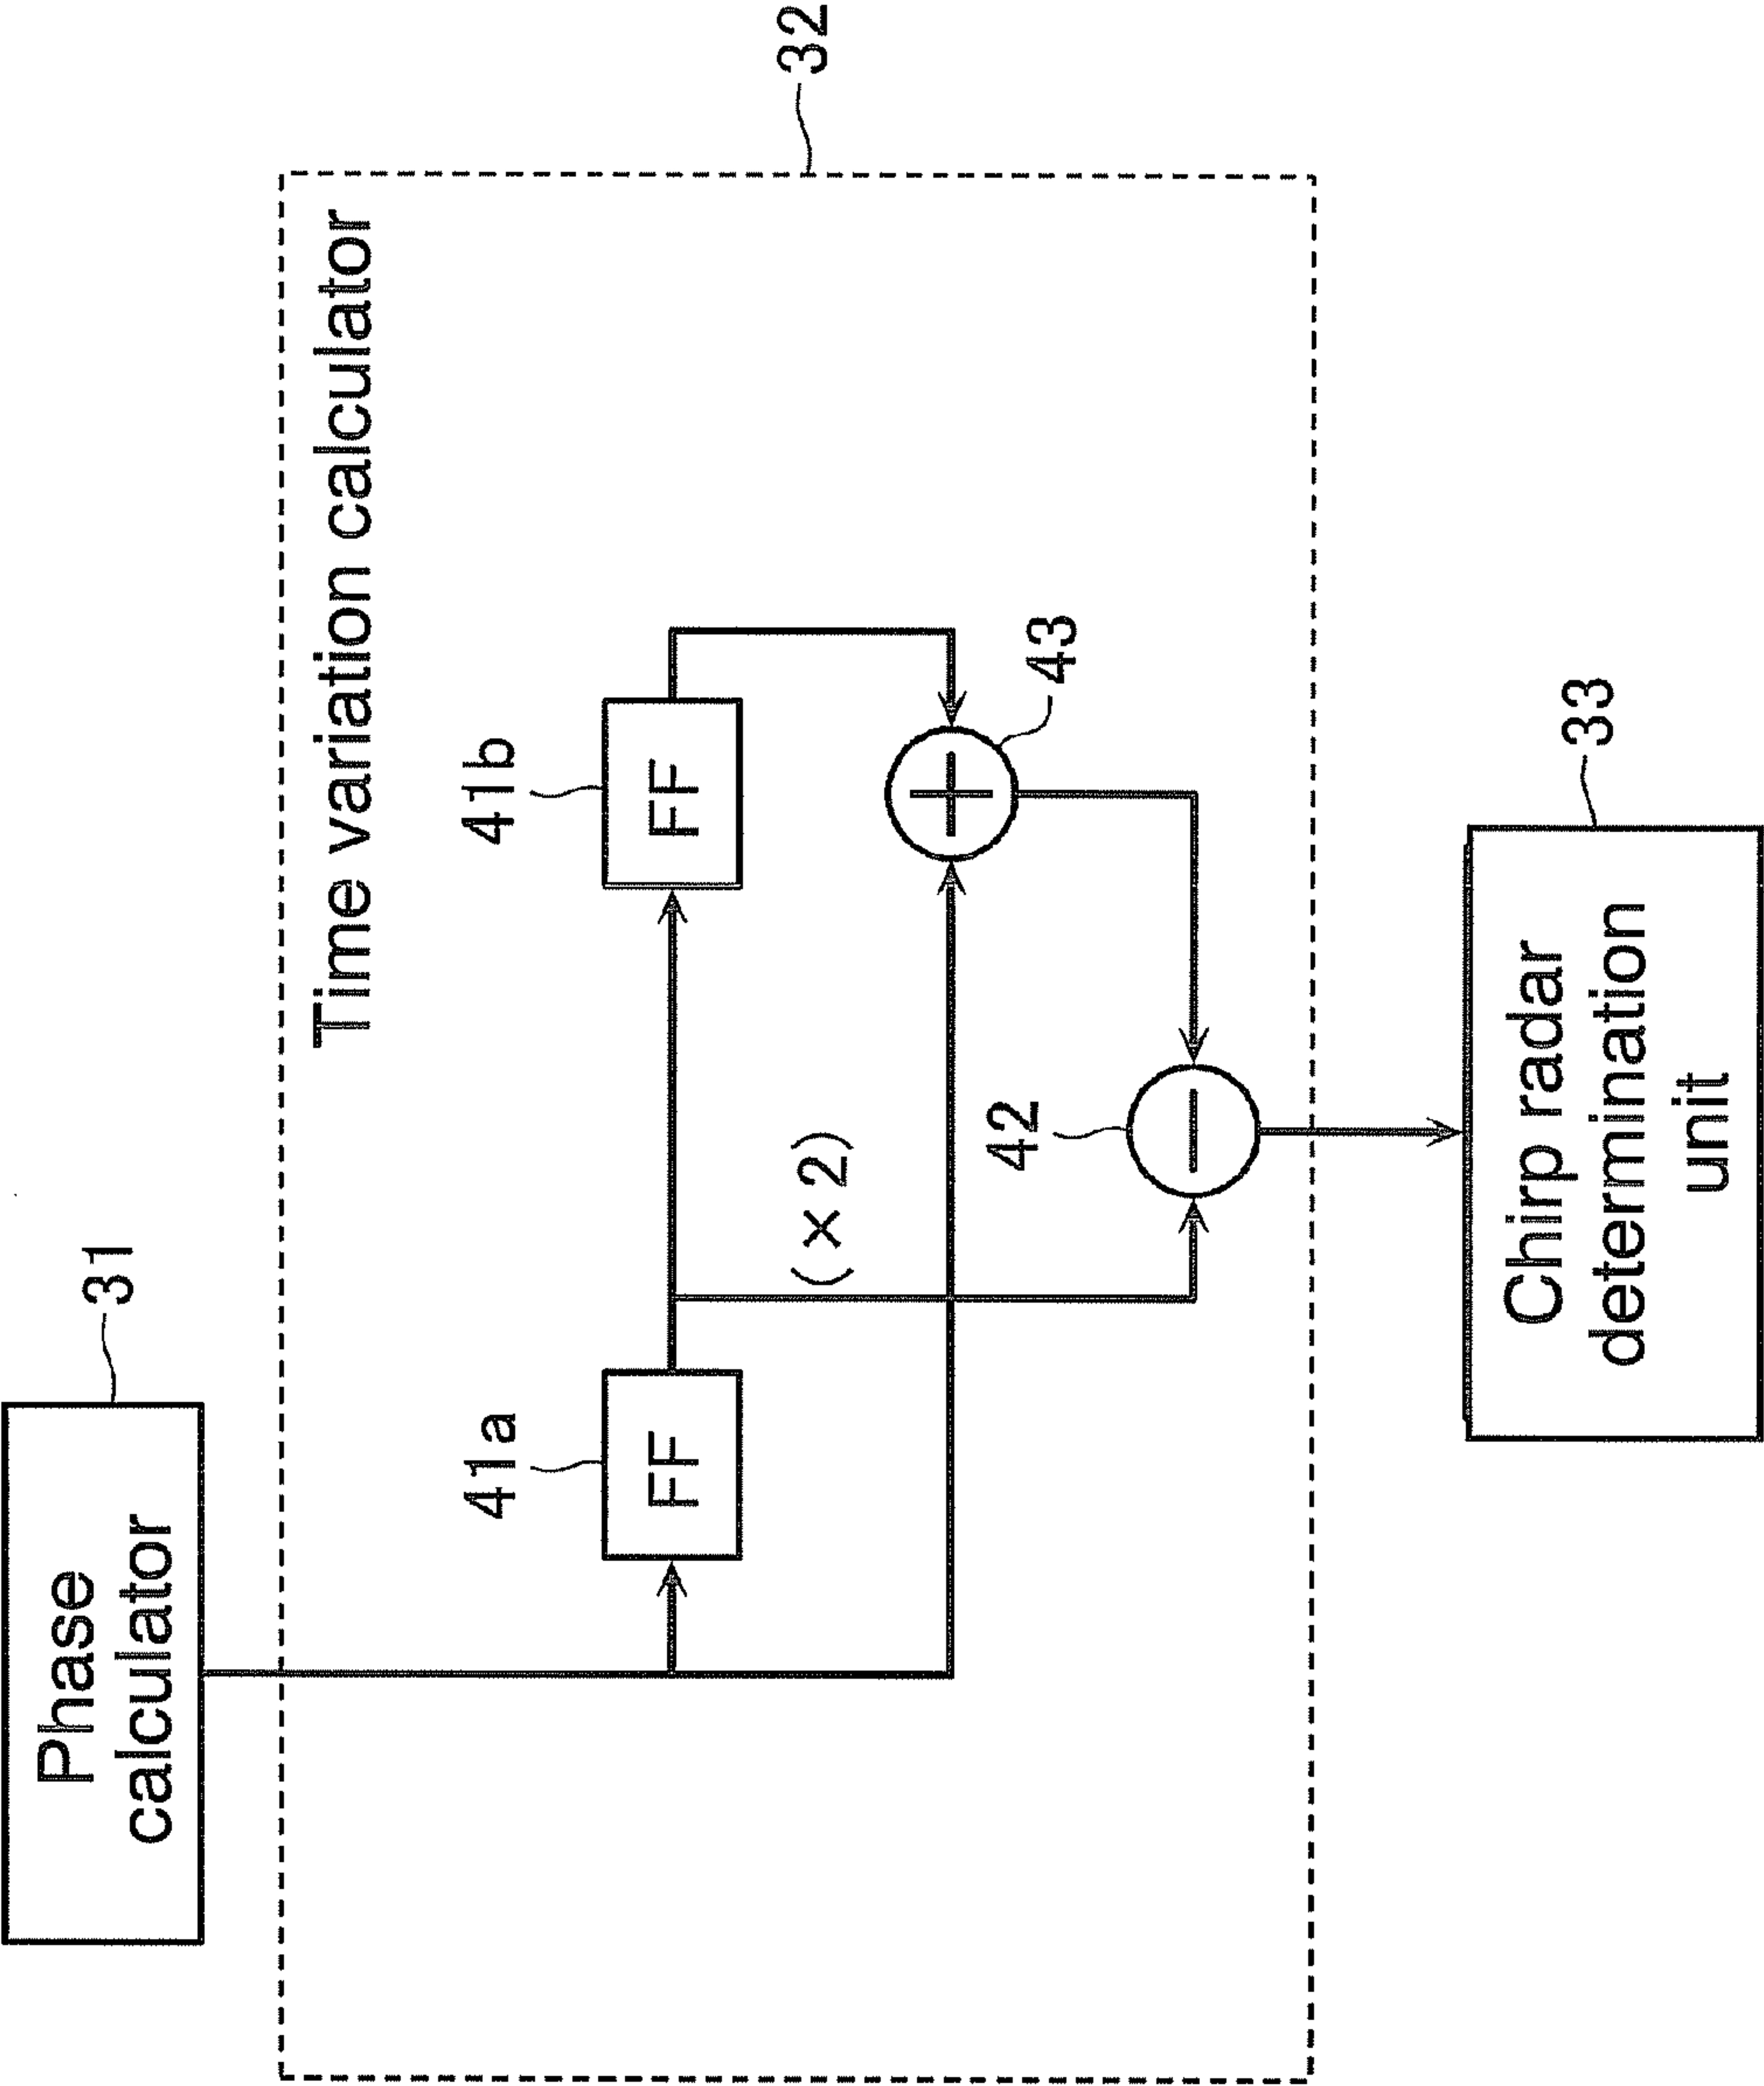 Phase
calculator
31
32
Time variation calculator
41a
FF
41b
FF
(×2)
43
42
Chirp radar
determination
unit
33